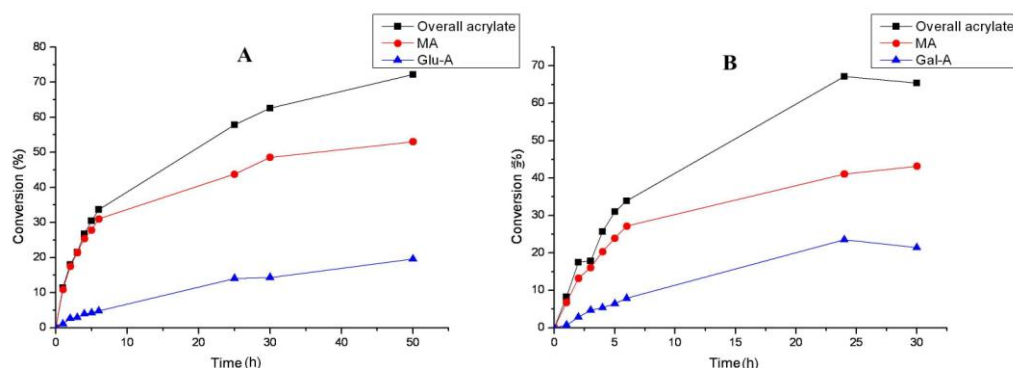 A
Overall acrylate
MA
Glu-A
Conversion (%)
80
70
60
50
40
30
20
10
0
0 10 20 30 40 50
Time (h)
B
Overall acrylate
MA
Gal-A
Conversion
%)
70
60
50
40
30
20
10
0
0 5 10 15 20 25 30
Time (h)